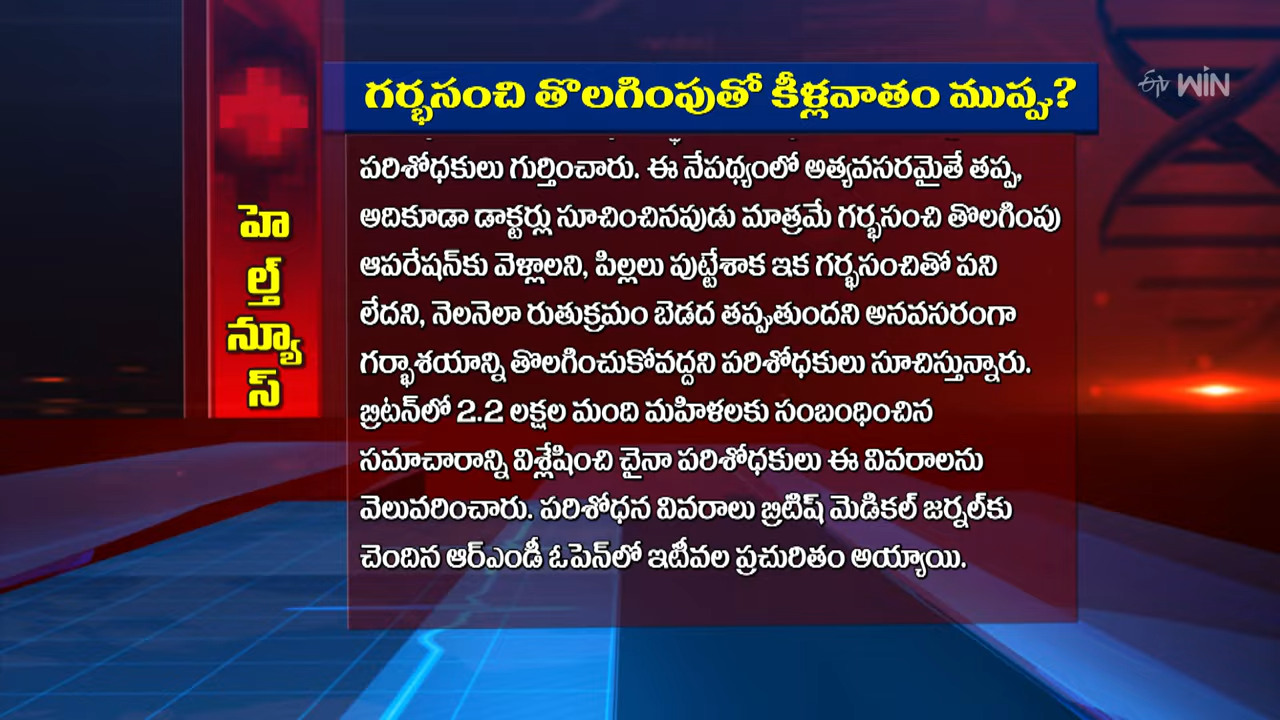 గర్భసంచి తొలగింపుతో కీళ్లవాతం ముప్పు?
ఈటీవీ WIN
హెల్త్ న్యూస్
పరిశోధకులు గుర్తించారు. ఈ నేపథ్యంలో అత్యవసరమైతే తప్ప,
అదికూడా డాక్టర్లు సూచించినపుడు మాత్రమే గర్భసంచి తొలగింపు
ఆపరేషన్‌కు వెళ్లాలని, పిల్లలు పుట్టేశాక ఇక గర్భసంచితో పని
లేదని, నెలనెలా రుతుక్రమం బెడద తప్పుతుందని అనవసరంగా
గర్భాశయాన్ని తొలగించుకోవద్దని పరిశోధకులు సూచిస్తున్నారు.
బ్రిటన్‌లో 2.2 లక్షల మంది మహిళలకు సంబంధించిన
సమాచారాన్ని విశ్లేషించి చైనా పరిశోధకులు ఈ వివరాలను
వెలువరించారు. పరిశోధన వివరాలు బ్రిటిష్ మెడికల్ జర్నల్‌కు
చెందిన ఆర్ఎండీ ఓపెన్‌లో ఇటీవల ప్రచురితం అయ్యాయి.